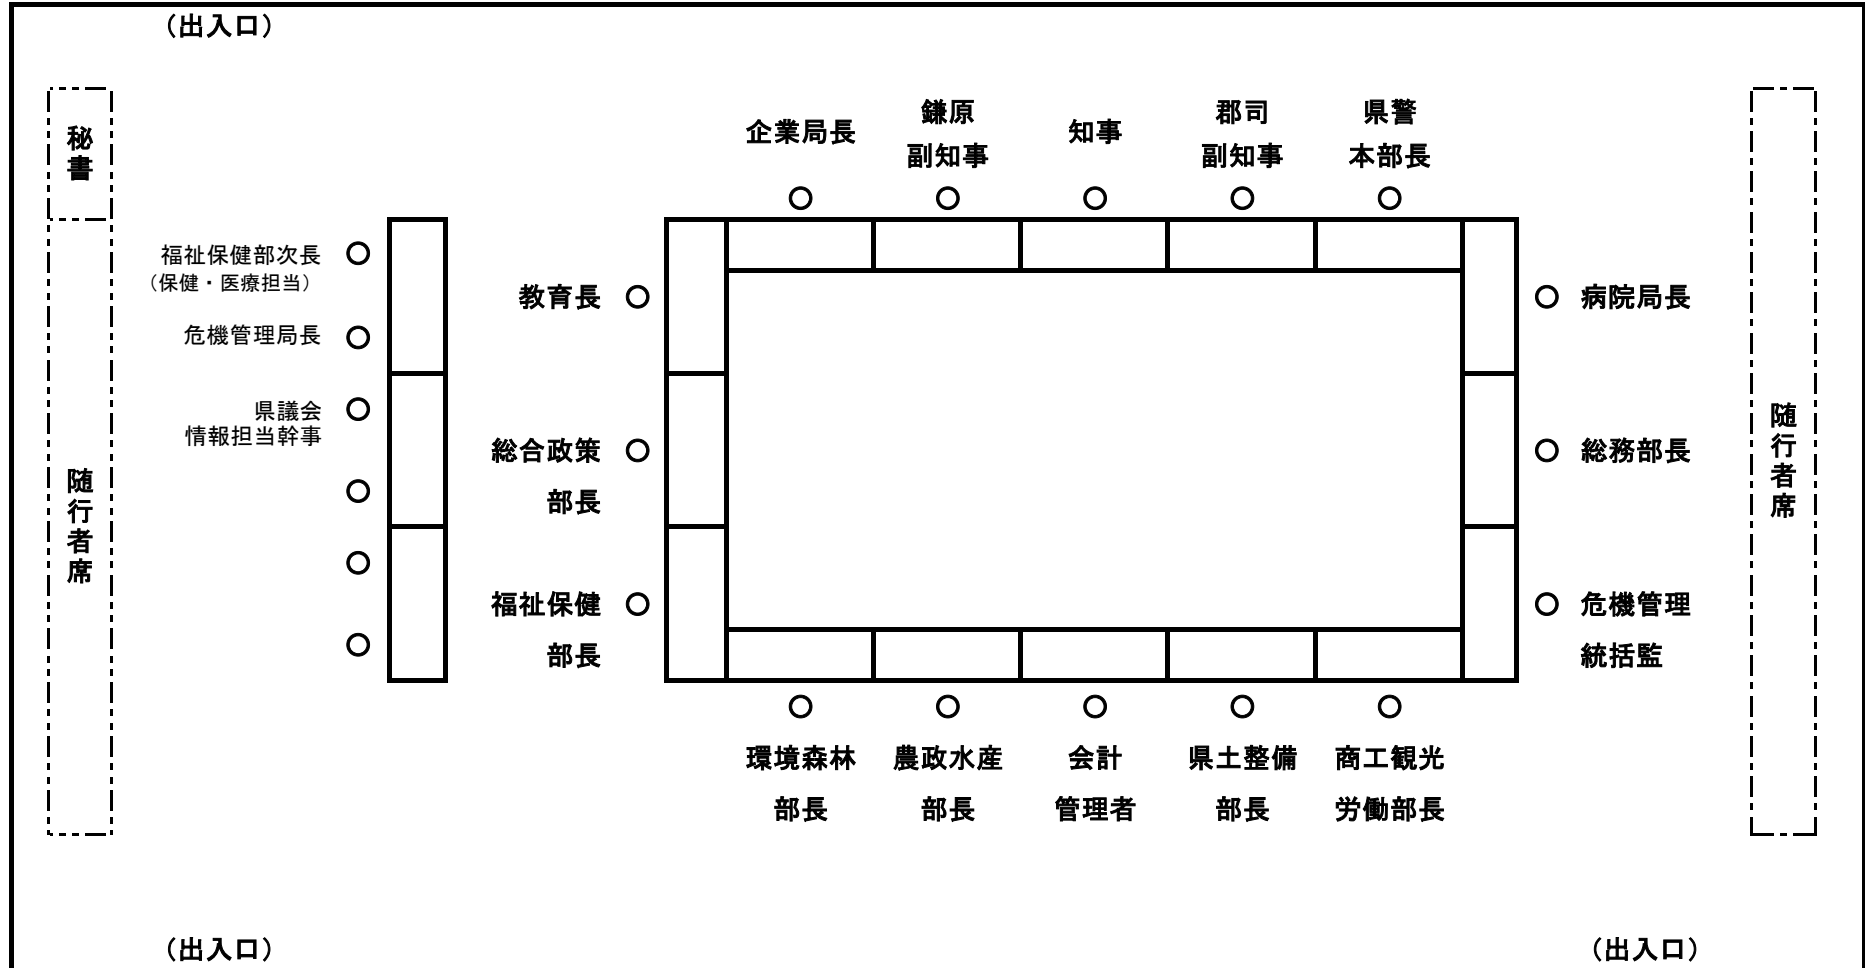 （出入口）
秘書
随行者席
企業局長
鎌原
副知事
知事
郡司
副知事
県警
本部長
福祉保健部次長
（保健・医療担当）
危機管理局長
県議会
情報担当幹事
教育長
総合政策
部長
福祉保健
部長
病院局長
総務部長
危機管理
統括監
随行者席
環境森林
部長
農政水産
部長
会計
管理者
県土整備
部長
商工観光
労働部長
（出入口）
（出入口）